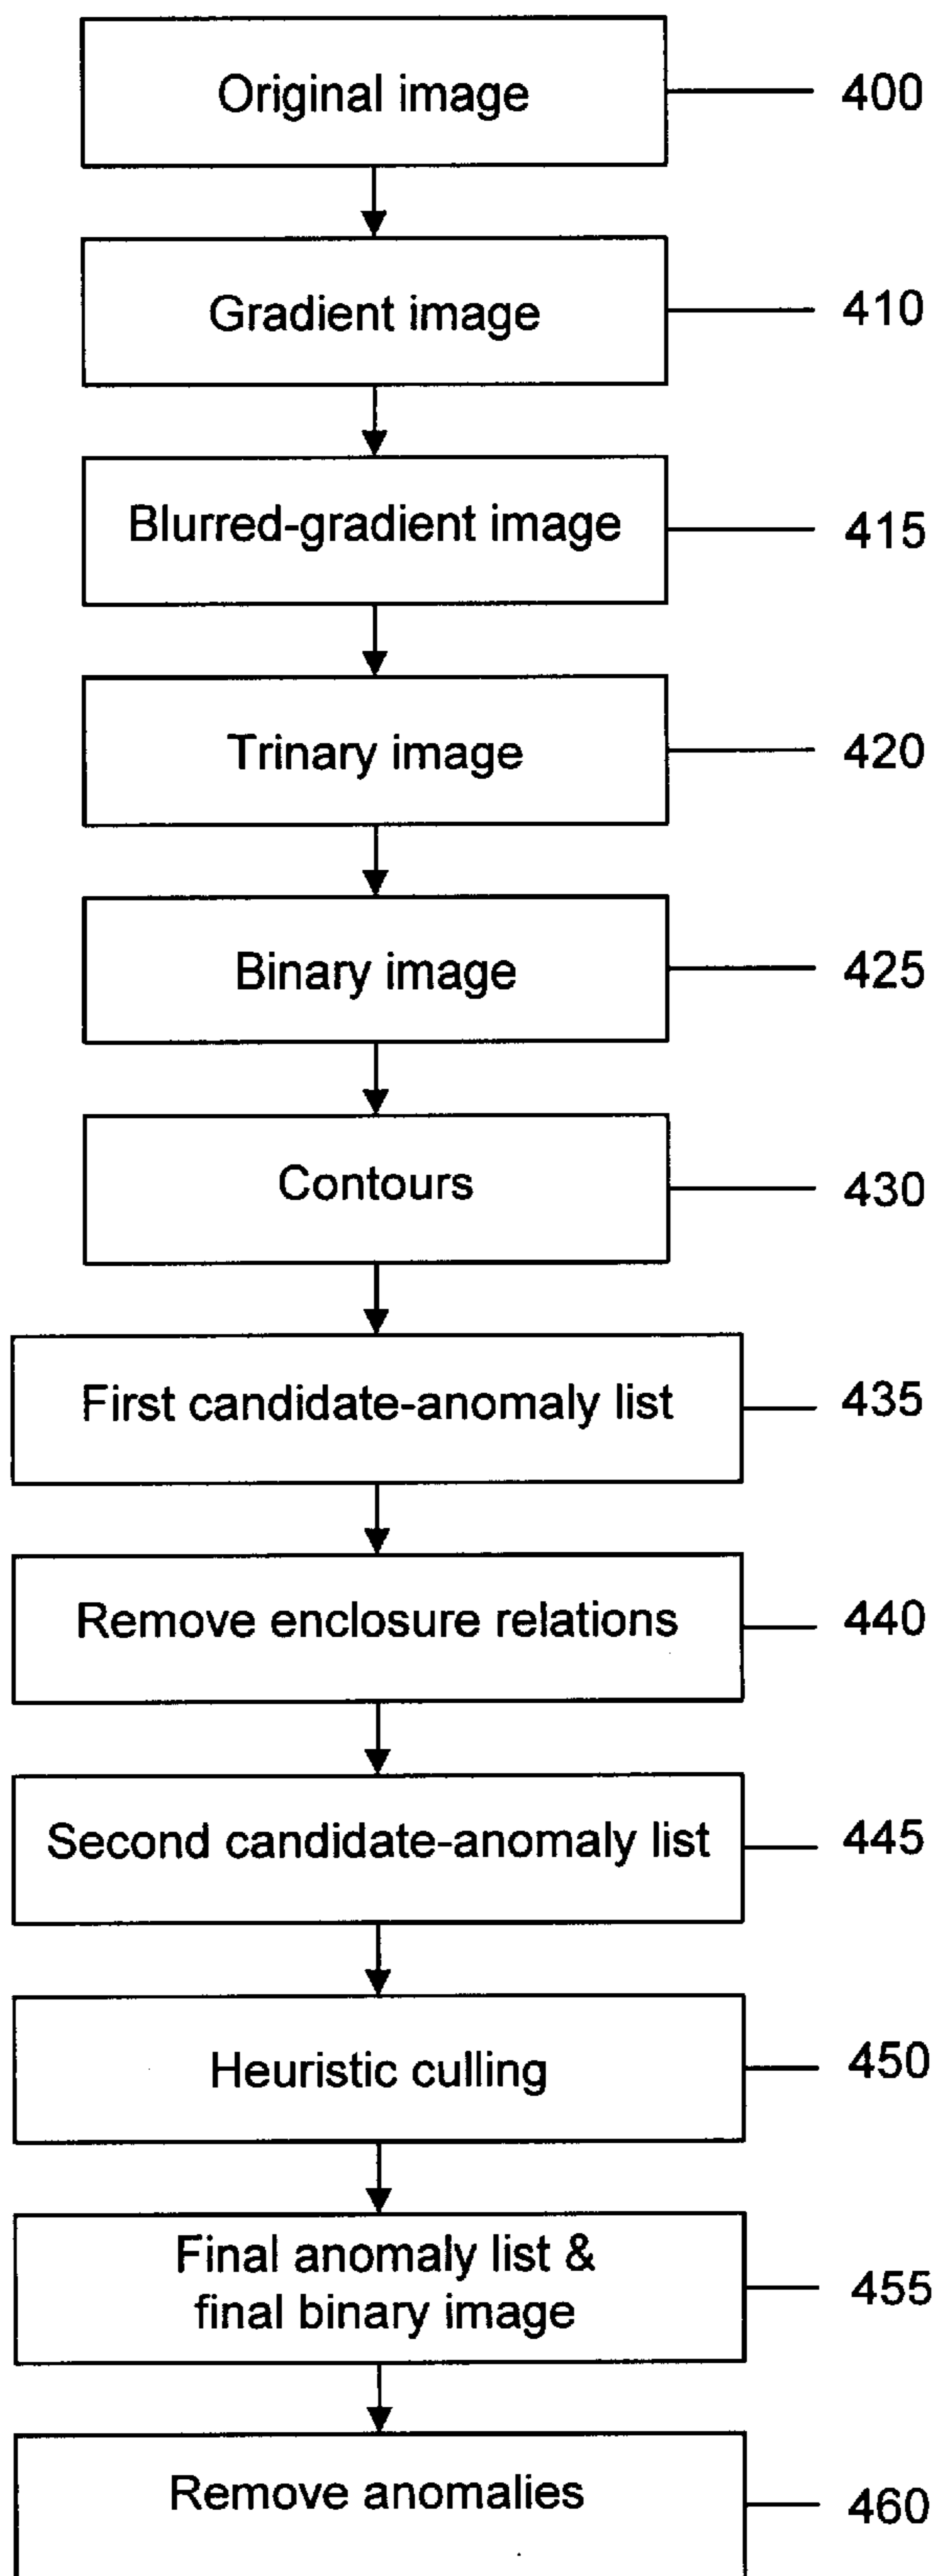 Original image 400
Gradient image 410
Blurred-gradient image 415
Trinary image 420
Binary image 425
Contours 430
First candidate-anomaly list 435
Remove enclosure relations 440
Second candidate-anomaly list 445
Heuristic culling 450
Final anomaly list &
final binary image 455
Remove anomalies 460